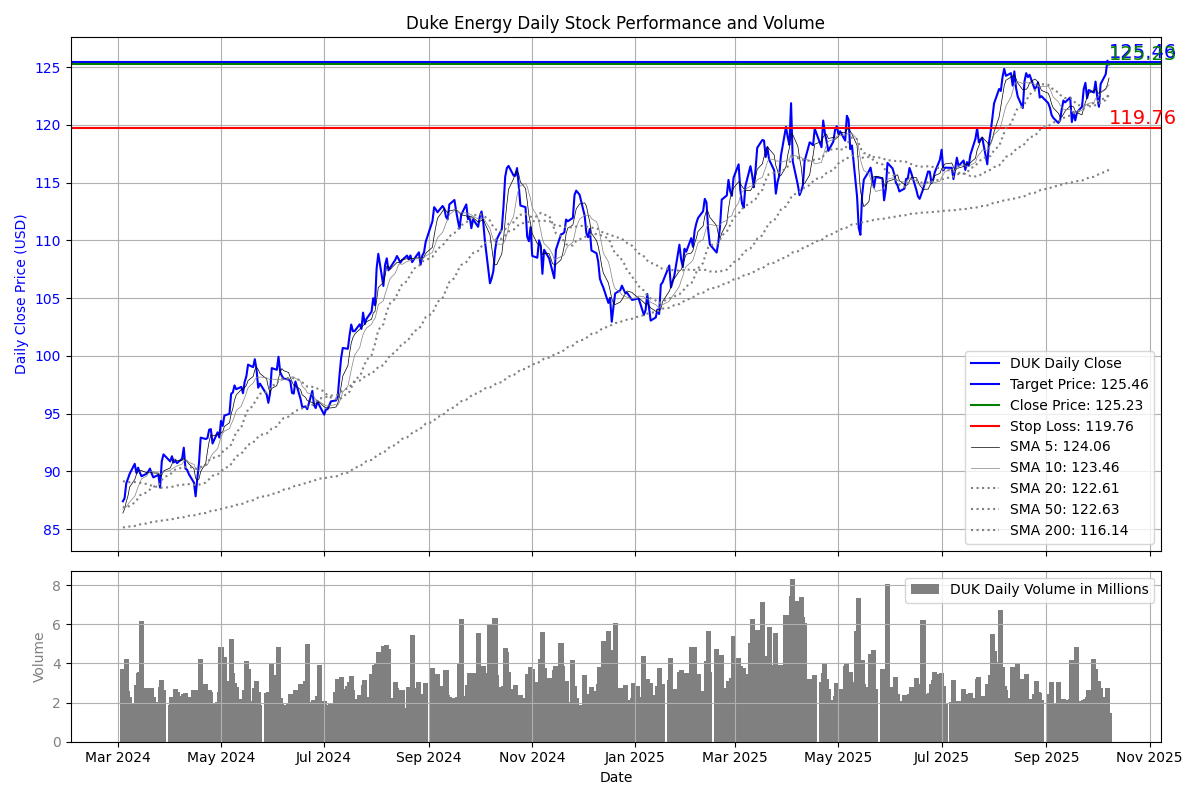 Duke Energy Daily Stock Performance and Volume
125.46
125.23
119.76
125
120
115
110
105
100
95
90
85
Daily Close Price (USD)
DUK Daily Close
Target Price: 125.46
Close Price: 125.23
Stop Loss: 119.76
SMA 5: 124.06
SMA 10: 123.46
SMA 20: 122.61
SMA 50: 122.63
SMA 200: 116.14
8
6
4
2
0
Volume
DUK Daily Volume in Millions
Mar 2024 May 2024 Jul 2024 Sep 2024 Nov 2024 Jan 2025 Mar 2025 May 2025 Jul 2025 Sep 2025 Nov 2025
Date